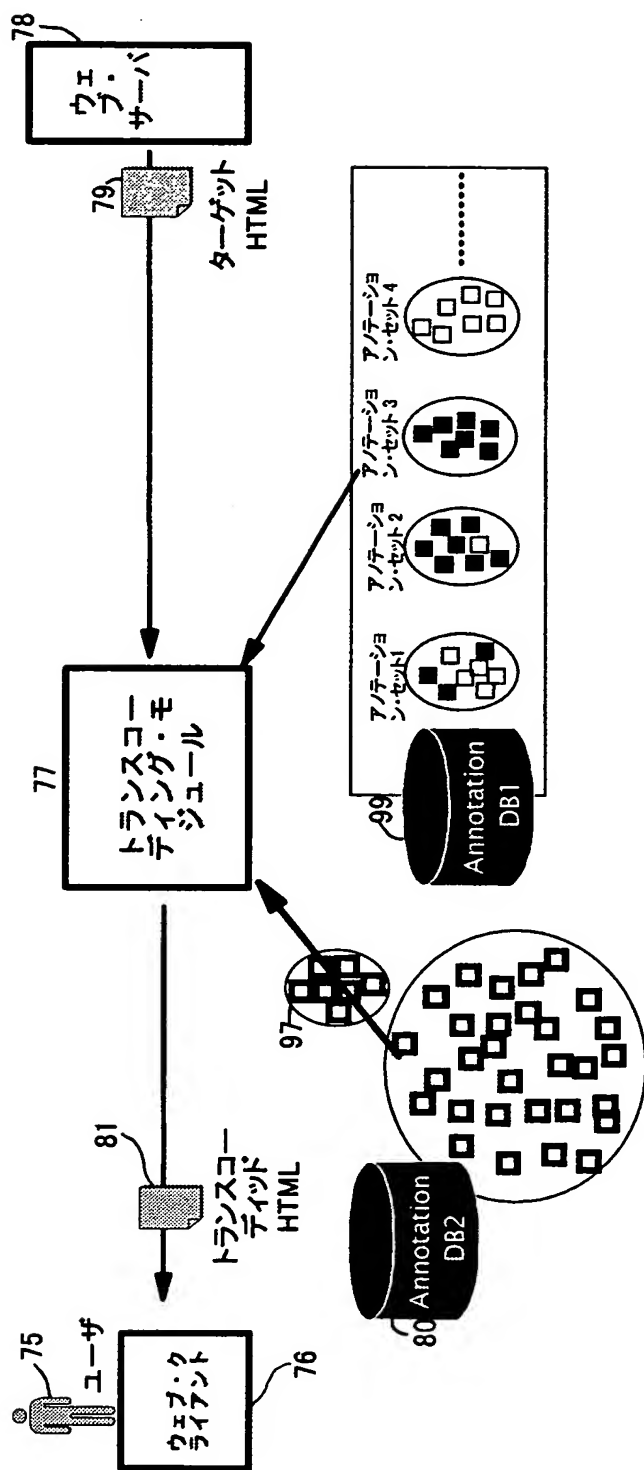 78
ウェ
ブ・
サーバ
79
ターゲット
HTML
77
トランスコー
ディング・モ
ジュール
アノテーショ
ン・セット1
アノテーショ
ン・セット2
アノテーショ
ン・セット3
アノテーショ
ン・セット4
........
99
Annotation
DB1
97
81
トランスコー
ディッド
HTML
80
Annotation
DB2
75
ユーザ
ウェブ・ク
ライアント
76